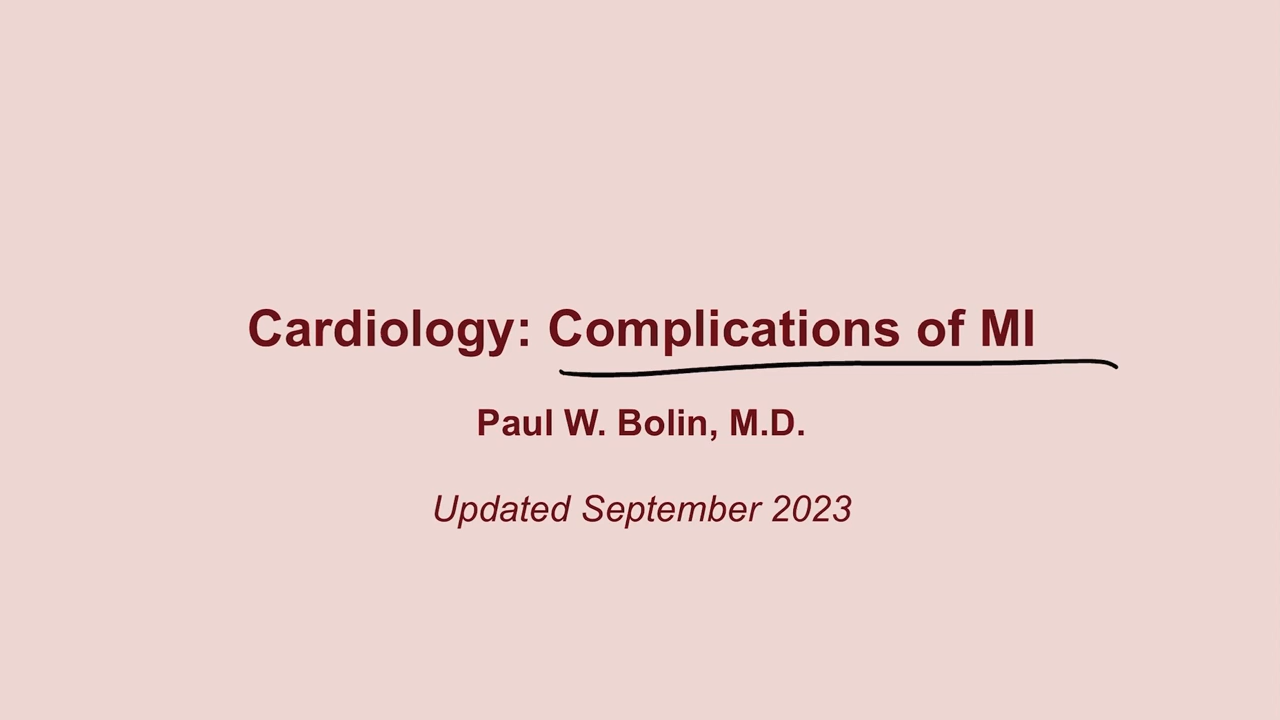 Cardiology: Complications of MI
Paul W. Bolin, M.D.
Updated September 2023